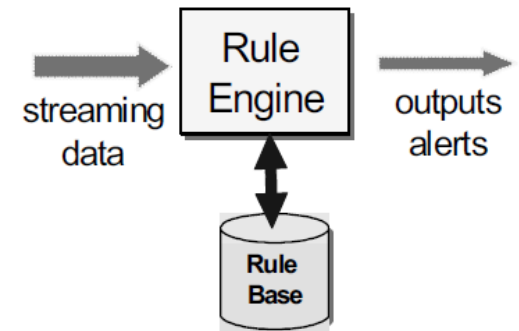 streaming
data
Rule
Engine
outputs
alerts
Rule
Base